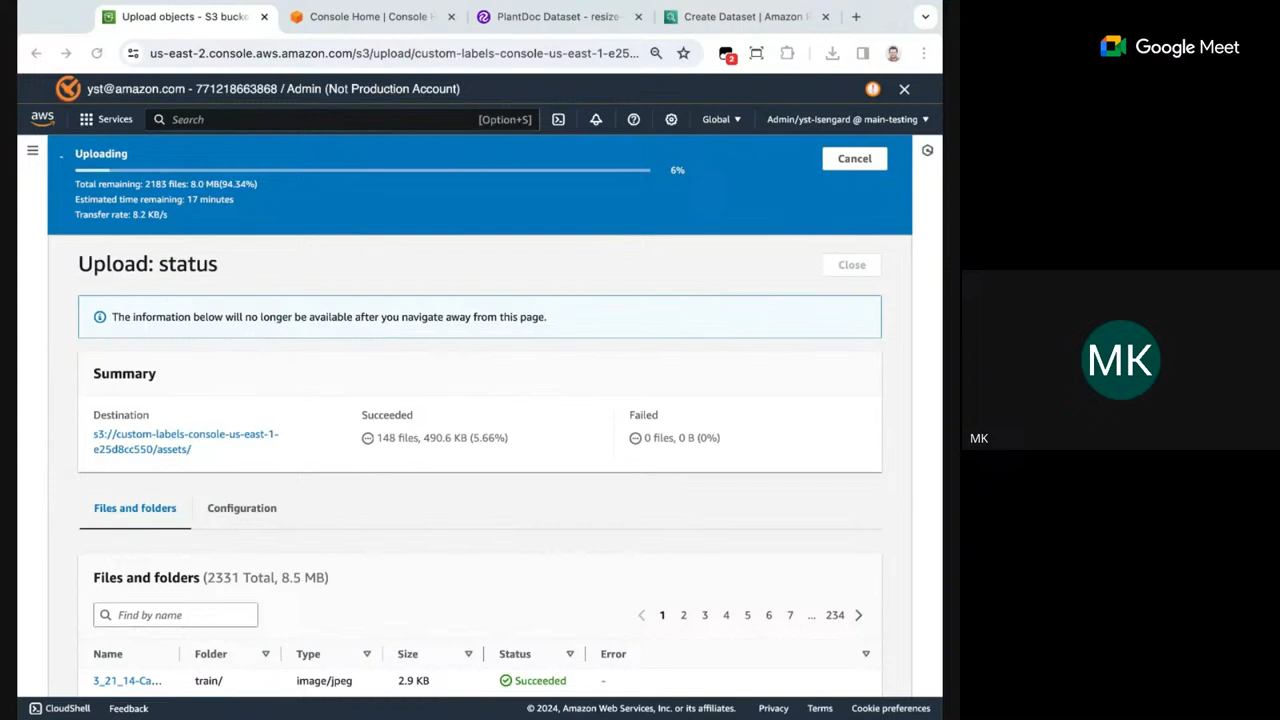 Upload objects - S3 bucke
Console Home | Console H
PlantDoc Dataset - resize-
Create Dataset | Amazon
Google Meet
us-east-2.console.aws.amazon.com/s3/upload/custom-labels-console-us-east-1-e25...
2
yst@amazon.com - 771218663868 / Admin (Not Production Account)
aws
Services
Search
[Option+S]
Global
Admin/yst-Isengard @ main-testing
Uploading
6%
Cancel
Total remaining: 2183 files: 8.0 MB(94.34%)
Estimated time remaining: 17 minutes
Transfer rate: 8.2 KB/s
Upload: status
Close
The information below will no longer be available after you navigate away from this page.
Summary
Destination
Succeeded
Failed
s3://custom-labels-console-us-east-1-
e25d8cc550/assets/
148 files, 490.6 KB (5.66%)
0 files, 0 B (0%)
MK
MK
Files and folders
Configuration
Files and folders (2331 Total, 8.5 MB)
Find by name
1 2 3 4 5 6 7 ... 234
Name
Folder
Type
Size
Status
Error
3_21_14-Ca...
train/
image/jpeg
2.9 KB
Succeeded
-
CloudShell
Feedback
© 2024, Amazon Web Services, Inc. or its affiliates.
Privacy
Terms
Cookie preferences